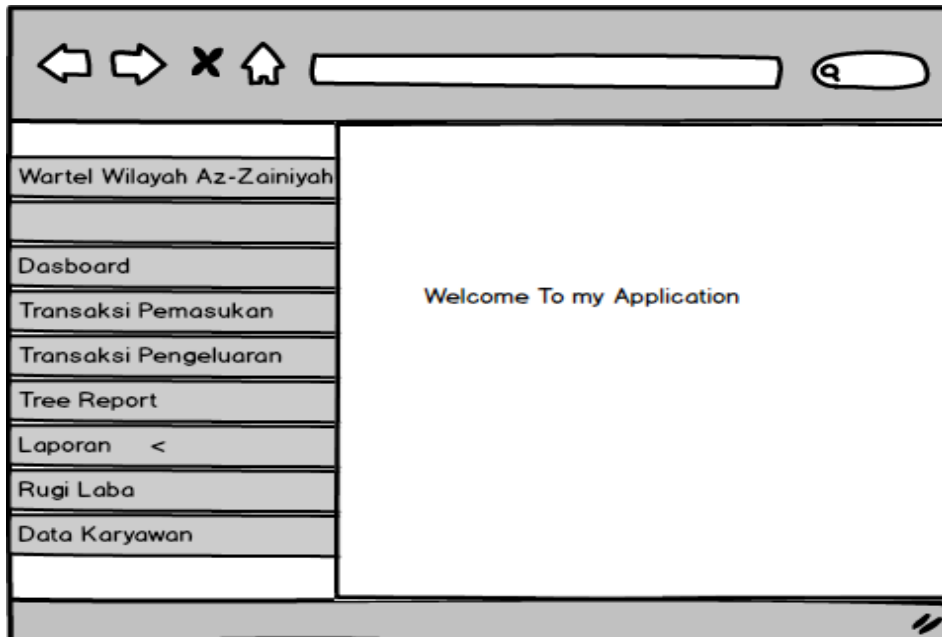 Wartel Wilayah Az-Zainiyah
Dasboard
Transaksi Pemasukan
Transaksi Pengeluaran
Tree Report
Laporan <
Rugi Laba
Data Karyawan
Welcome To my Application